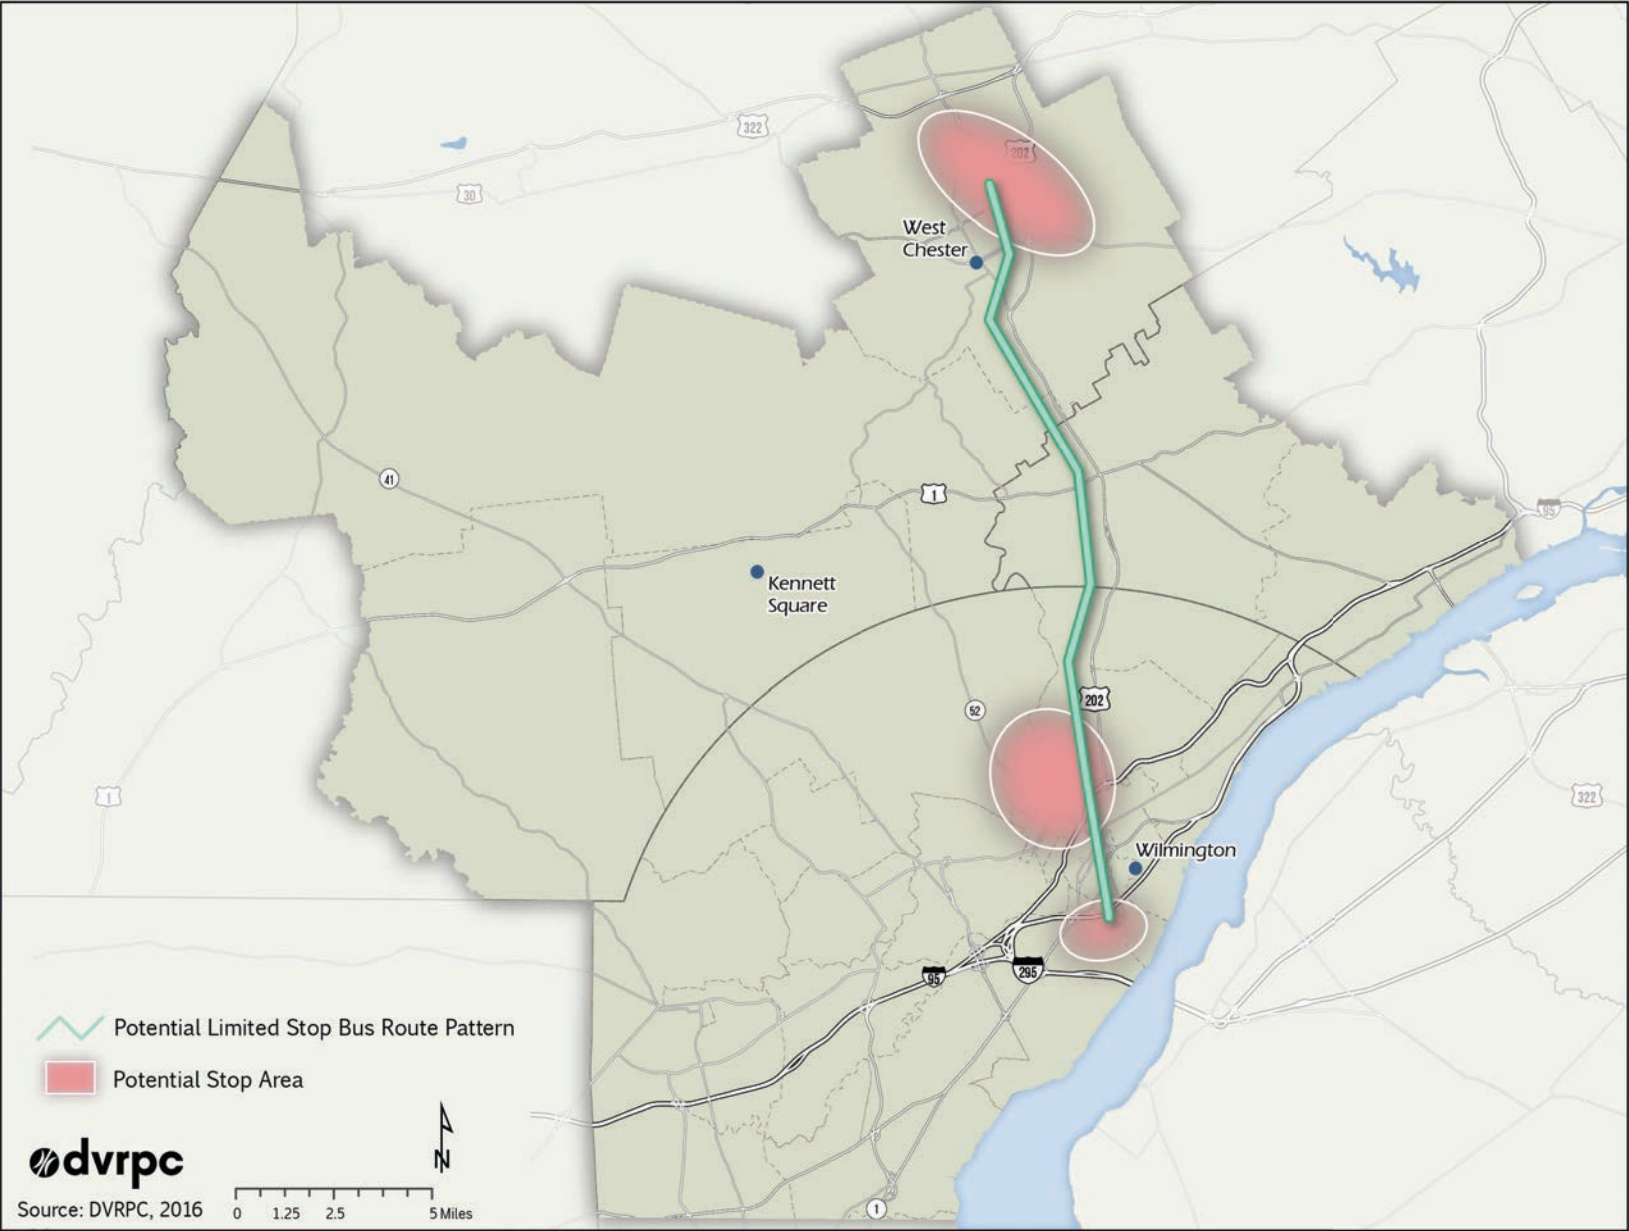 322
202
30
West
Chester
41
1
Kennett
Square
95
52
202
1
322
Wilmington
95
295
Potential Limited Stop Bus Route Pattern
Potential Stop Area
N
dvrpc
Source: DVRPC, 2016
0 1.25 2.5 5 Miles
1